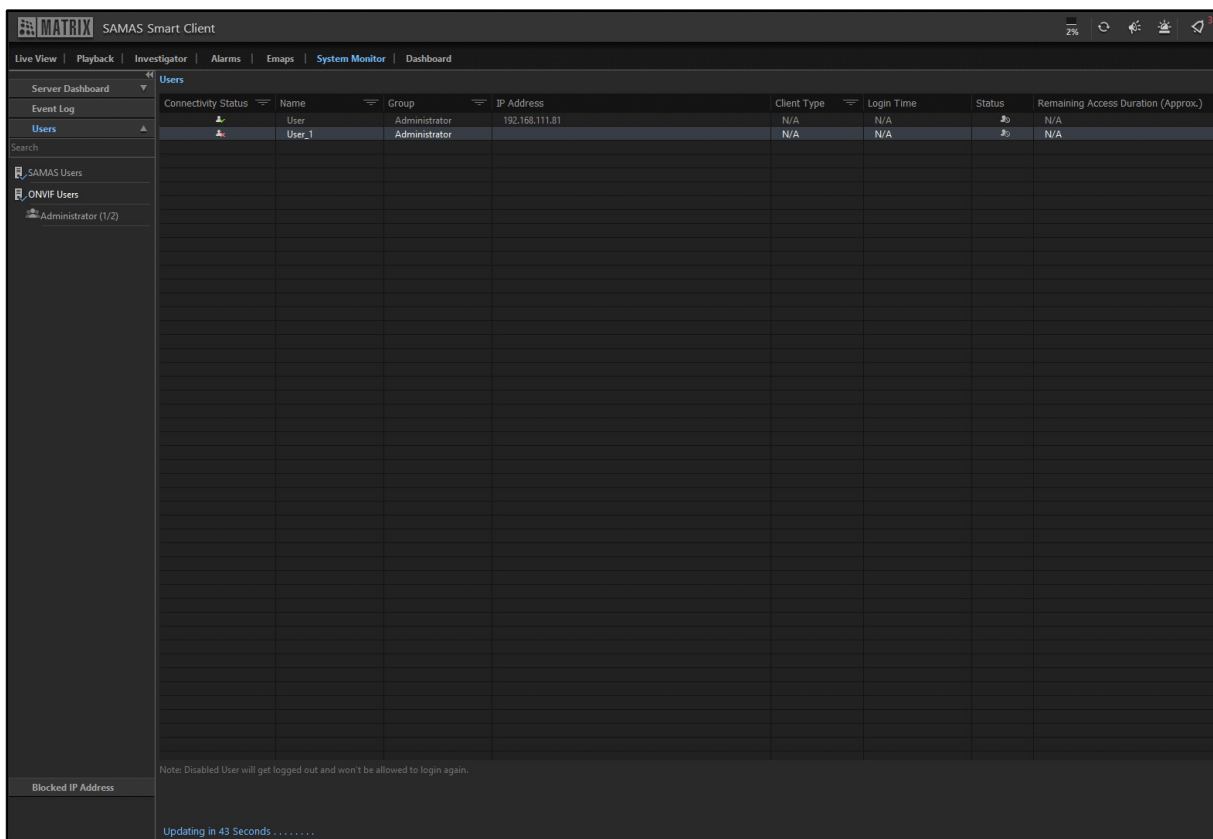 MATRIX SAMAS Smart Client
2% 3
Live View | Playback | Investigator | Alarms | Emaps | System Monitor | Dashboard
Server Dashboard
Event Log
Users
Search
SAMAS Users
ONVIF Users
Administrator (1/2)
Blocked IP Address
Users
Connectivity Status Name Group IP Address Client Type Login Time Status Remaining Access Duration (Approx.)
User Administrator 192.168.111.81 N/A N/A N/A
User_1 Administrator N/A N/A N/A
Note: Disabled User will get logged out and won't be allowed to login again.
Updating in 43 Seconds . . . . . . . .